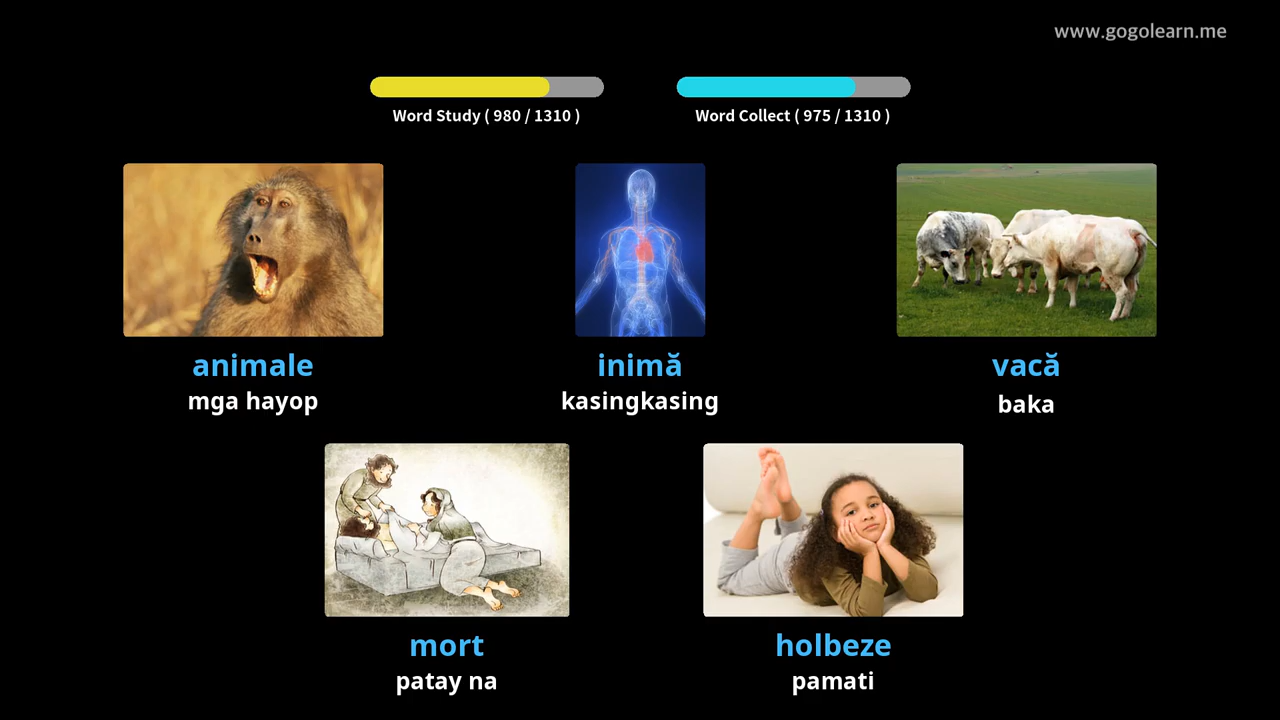 www.gogolearn.me
Word Study ( 980 / 1310 )
Word Collect ( 975 / 1310 )
animale
mga hayop
inimă
kasingkasing
vacă
baka
mort
patay na
holbeze
pamati